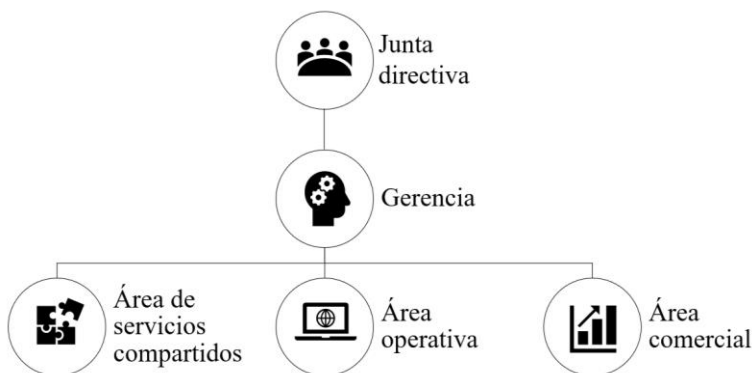 Junta
directiva
Gerencia
Área de
servicios
compartidos
Área
operativa
Área
comercial